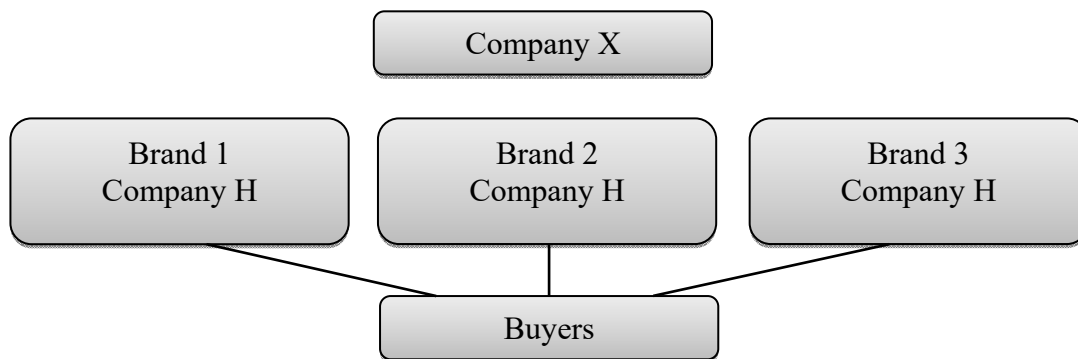 Company X
Brand 1
Company H
Brand 2
Company H
Brand 3
Company H
Buyers